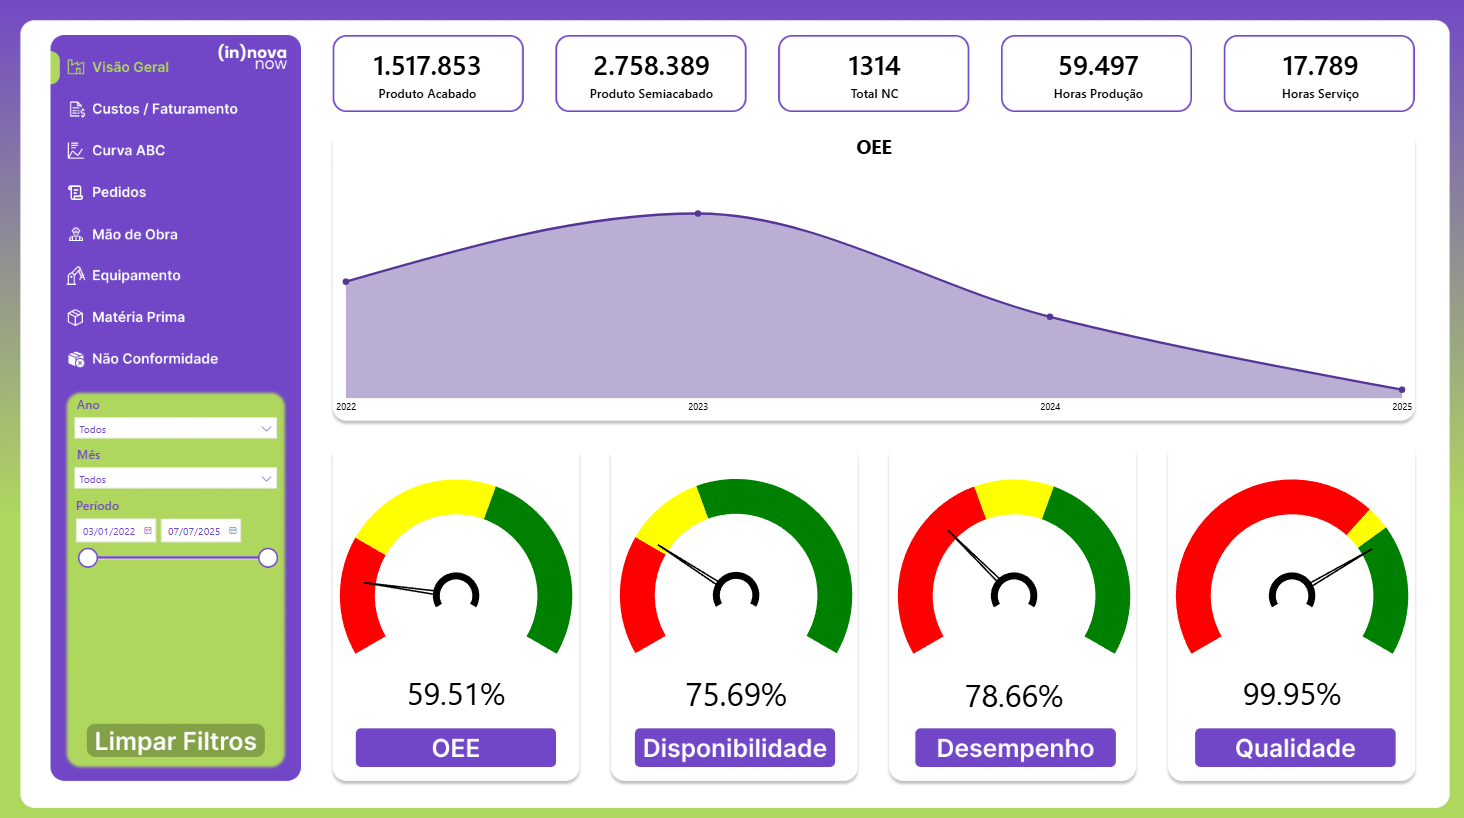 (in)nova
now
Visão Geral
Custos / Faturamento
Curva ABC
Pedidos
Mão de Obra
Equipamento
Matéria Prima
Não Conformidade
Ano
Todos
Mês
Todos
Período
03/01/2022 07/07/2025
Limpar Filtros
1.517.853
Produto Acabado
2.758.389
Produto Semiacabado
1314
Total NC
59.497
Horas Produção
17.789
Horas Serviço
OEE
2022 2023 2024 2025
59.51%
OEE
75.69%
Disponibilidade
78.66%
Desempenho
99.95%
Qualidade